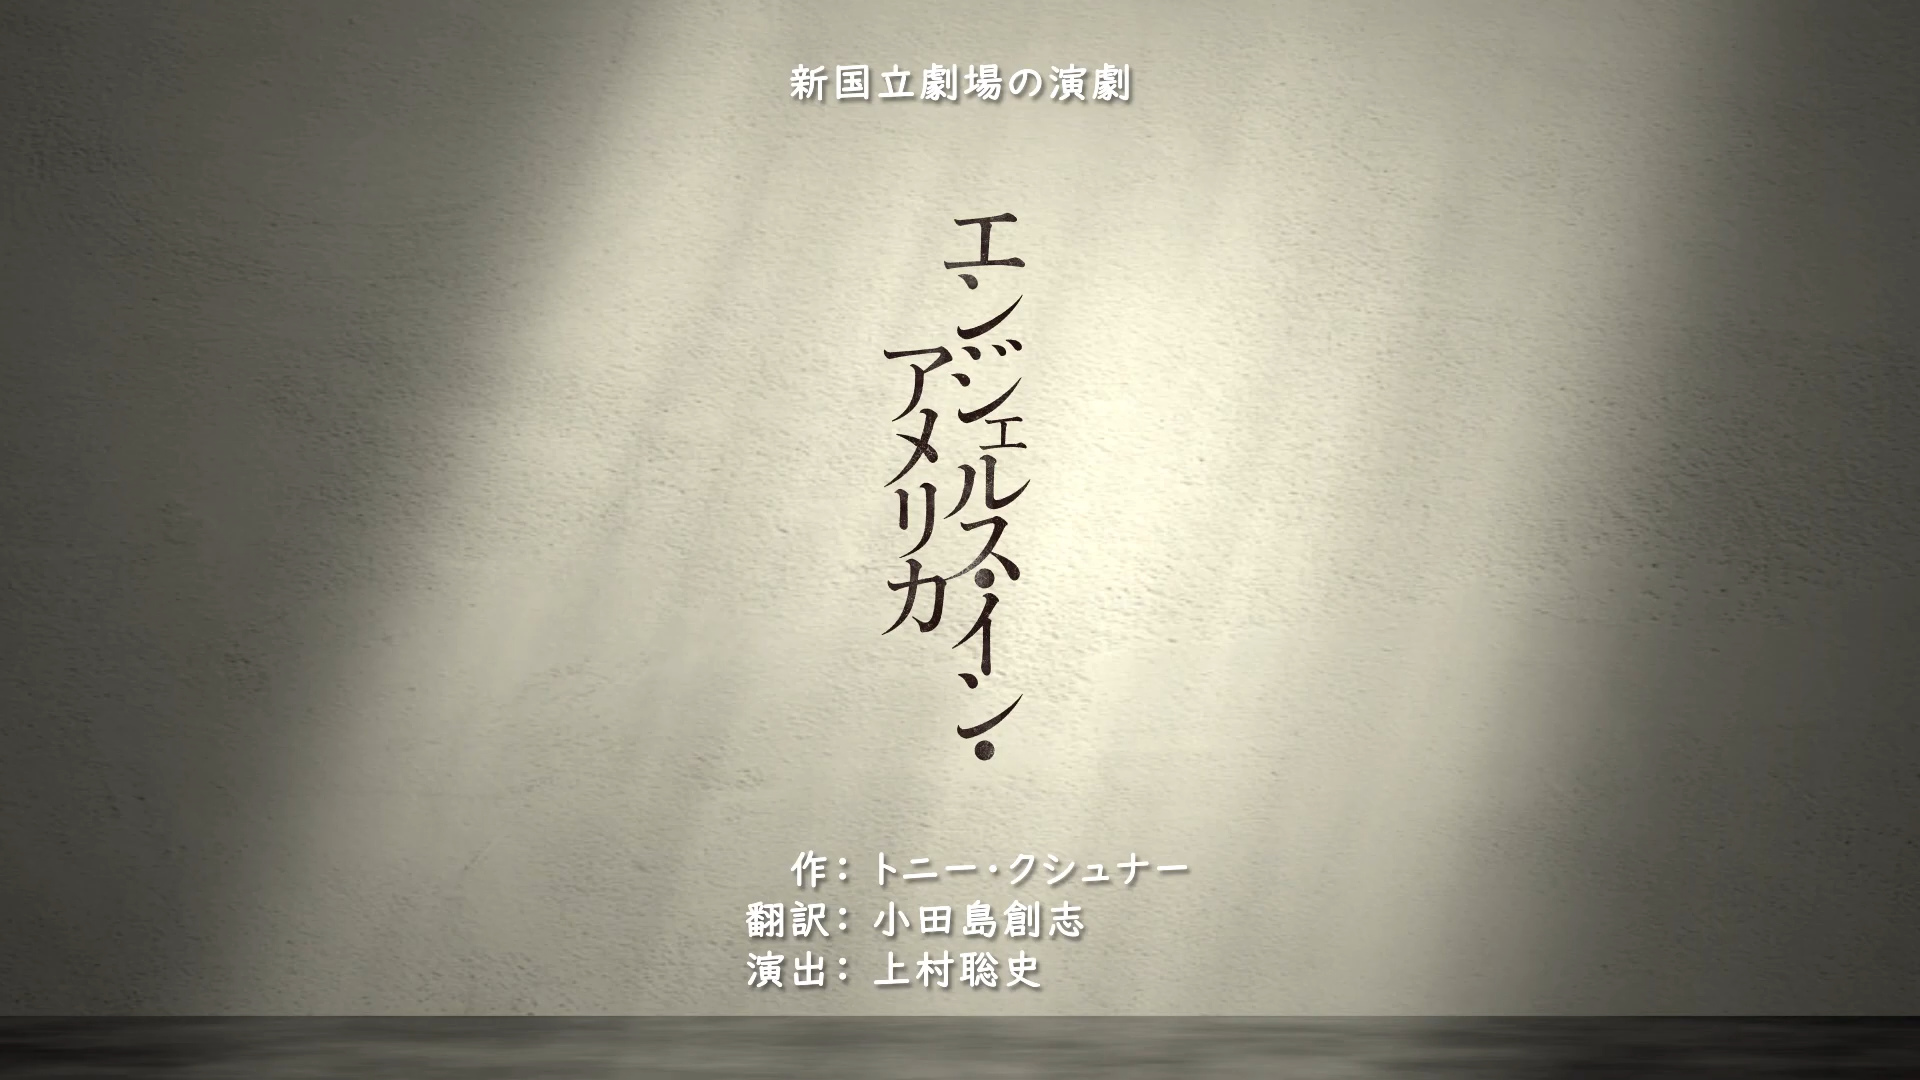 新国立劇場の演劇
エンジェルス・イン・
アメリカ
作：トニー・クシュナー
翻訳：小田島創志
演出：上村聡史